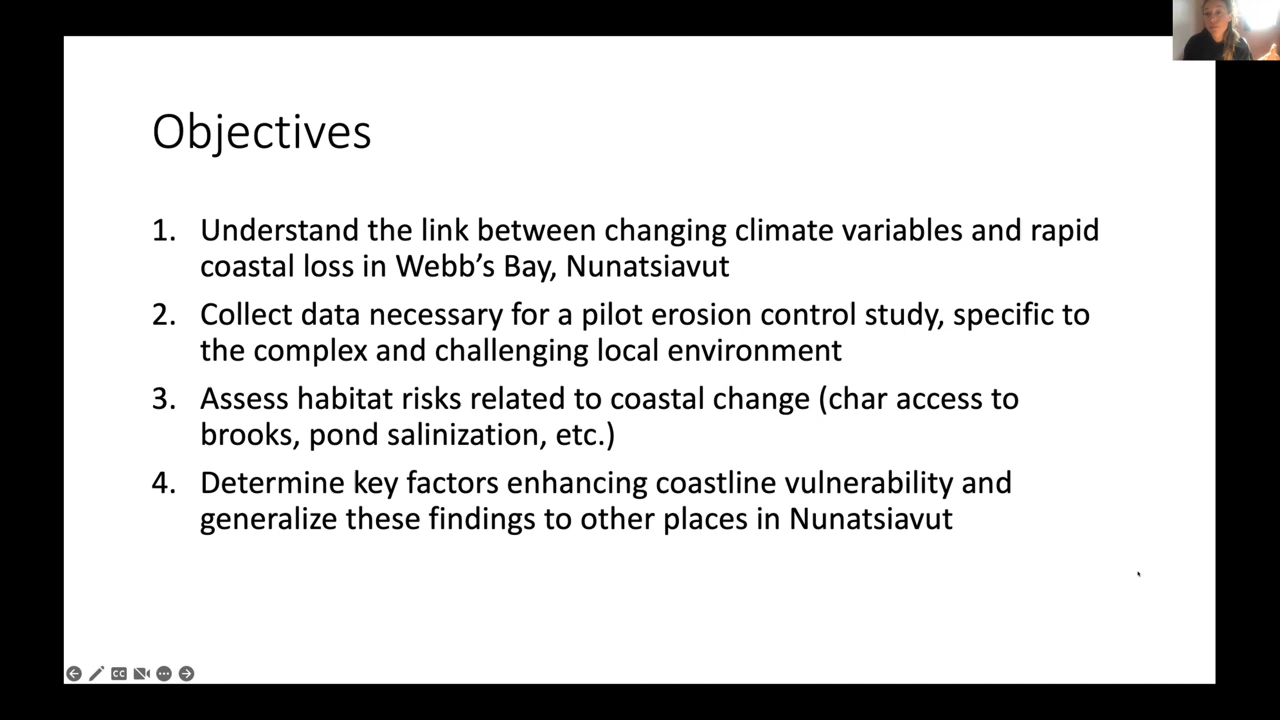 Objectives
1. Understand the link between changing climate variables and rapid
coastal loss in Webb’s Bay, Nunatsiavut
2. Collect data necessary for a pilot erosion control study, specific to
the complex and challenging local environment
3. Assess habitat risks related to coastal change (char access to
brooks, pond salinization, etc.)
4. Determine key factors enhancing coastline vulnerability and
generalize these findings to other places in Nunatsiavut
CC